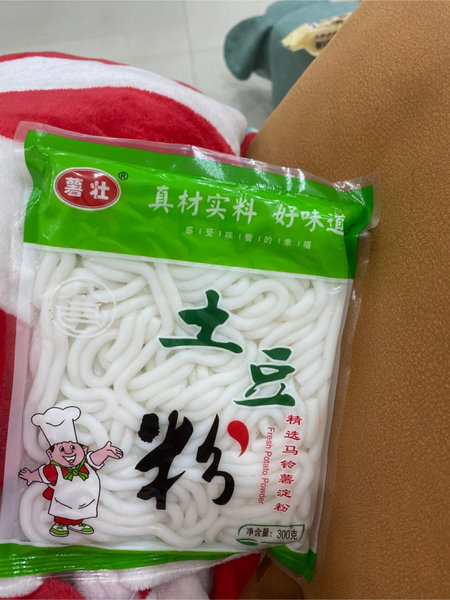 薯壮®
真材实料 好味道
感|受|味|蕾|的|幸|福
土豆粉
精选马铃薯淀粉
Fresh Potato Powder
净含量：300克